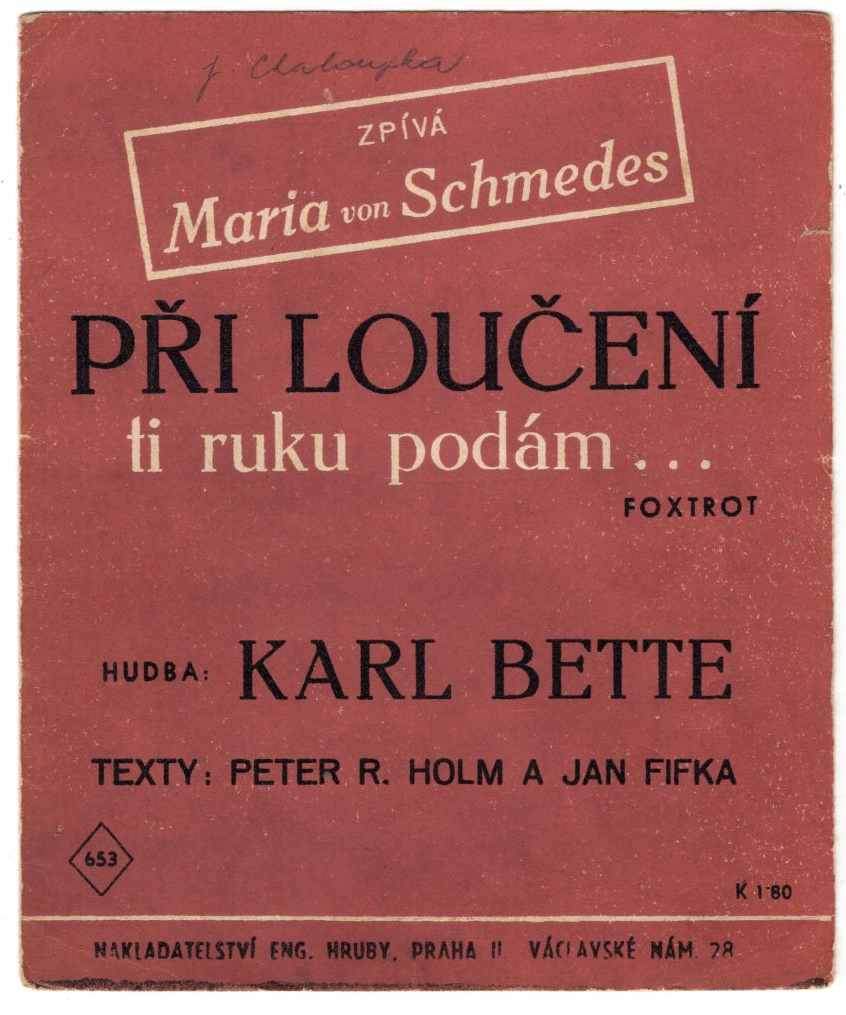 J. Chaloupka
ZPÍVÁ
Maria von Schmedes
PŘI LOUČENÍ
ti ruku podám...
FOXTROT
HUDBA: KARL BETTE
TEXTY: PETER R. HOLM A JAN FIFKA
653
K 1·80
NAKLADATELSTVÍ ENG. HRUBY, PRAHA II VÁCLAVSKÉ NÁM. 28